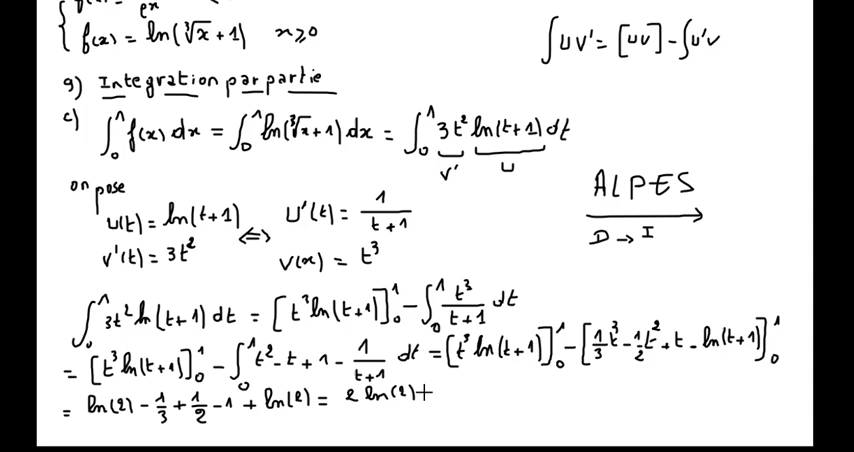 f(x) = ln(∛x + 1)   x ≥ 0
∫ u v' = [uv] - ∫ u'v
9) Integration par partie
c) ∫₀¹ f(x) dx = ∫₀¹ ln(∛x + 1) dx = ∫₀¹ 3t² ln(t+1) dt
v'   u
on pose
u(t) = ln(t+1)   u'(t) = 1/(t+1)
⇔
v'(t) = 3t²   v(x) = t³
ALPES
D → I
∫₀¹ 3t² ln(t+1) dt = [t³ ln(t+1)]₀¹ - ∫₀¹ t³/(t+1) dt
= [t³ ln(t+1)]₀¹ - ∫₀¹ t² - t + 1 - 1/(t+1) dt = [t³ ln(t+1)]₀¹ - [1/3 t³ - 1/2 t² + t - ln(t+1)]₀¹
= ln(2) - 1/3 + 1/2 - 1 + ln(2) = 2 ln(2) +